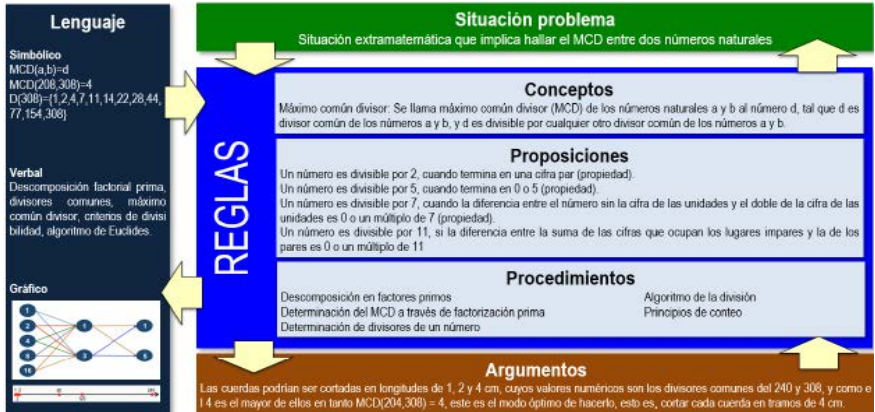 Lenguaje
Simbólico
MCD(a,b)=d
MCD(208,308)=4
D(308)={1,2,4,7,11,14,22,28,44,
77,154,308}
Verbal
Descomposición factorial prima,
divisores comunes, máximo
común divisor, criterios de divisi
bilidad, algoritmo de Euclides.
Gráfico
1
2
4
8
16
1
3
1
5
Situación problema
Situación extramatemática que implica hallar el MCD entre dos números naturales
REGLAS
Conceptos
Máximo común divisor: Se llama máximo común divisor (MCD) de los números naturales a y b al número d, tal que d es
divisor común de los números a y b, y d es divisible por cualquier otro divisor común de los números a y b.
Proposiciones
Un número es divisible por 2, cuando termina en una cifra par (propiedad).
Un número es divisible por 5, cuando termina en 0 o 5 (propiedad).
Un número es divisible por 7, cuando la diferencia entre el número sin la cifra de las unidades y el doble de la cifra de las
unidades es 0 o un múltiplo de 7 (propiedad).
Un número es divisible por 11, si la diferencia entre la suma de las cifras que ocupan los lugares impares y la de los
pares es 0 o un múltiplo de 11
Procedimientos
Descomposición en factores primos
Determinación del MCD a través de factorización prima
Determinación de divisores de un número
Algoritmo de la división
Principios de conteo
Argumentos
Las cuerdas podrían ser cortadas en longitudes de 1, 2 y 4 cm, cuyos valores numéricos son los divisores comunes del 240 y 308, y como e
l 4 es el mayor de ellos en tanto MCD(204,308) = 4, este es el modo óptimo de hacerlo, esto es, cortar cada cuerda en tramos de 4 cm.